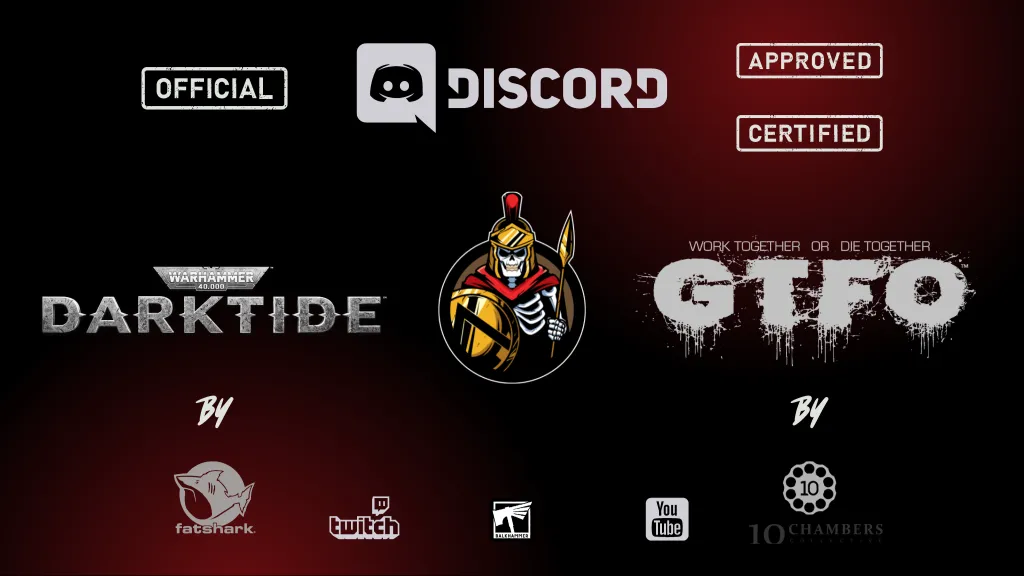 OFFICIAL
DISCORD
APPROVED
CERTIFIED
WORK TOGETHER OR DIE TOGETHER
GTFO
WARHAMMER
40,000
DARKTIDE
BY
BY
fatshark
twitch
You
Tube
10
10 CHAMBERS